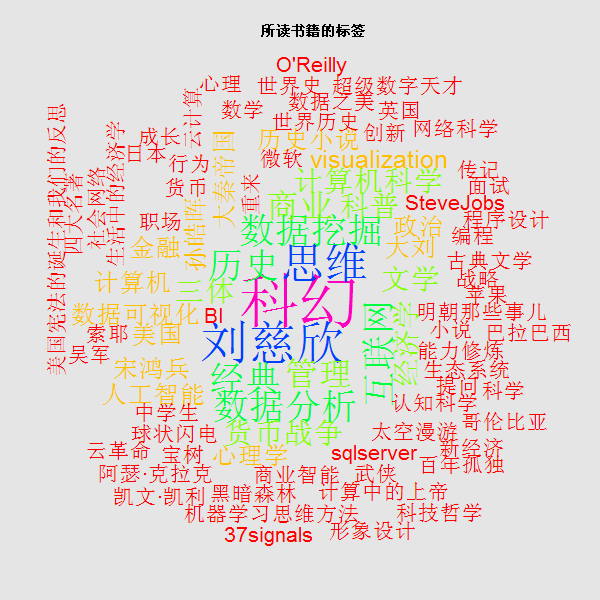 所读书籍的标签
O'Reilly
心理
世界史
超级数字天才
云计算
数学
数据之美
英国
世界历史
创新
网络科学
成长
大秦帝国
历史小说
日本
行为
微软
visualization
传记
货币
重来
计算机科学
面试
美国宪法的诞生和我们的反思
四大名者
社会网络
生活中的经济学
职场
孙皓晖
商业
科普
SteveJobs
数据挖掘
政治
程序设计
金融
大刘
编程
历史
思维
古典文学
计算机
三体
文学
战略
苹果
科幻
数据可视化
BI
互联网
经济学
明朝那些事儿
索耶
美国
刘慈欣
小说
巴拉巴西
吴军
能力修炼
宋鸿兵
经典
管理
生态系统
人工智能
数据分析
提问
科学
认知科学
中学生
哥伦比亚
球状闪电
货币战争
太空漫游
云革命
宝树
心理学
sqlserver
新经济
百年孤独
阿瑟·克拉克
商业智能
武侠
凯文·凯利
黑暗森林
计算中的上帝
机器学习
思维方法
科技哲学
37signals
形象设计